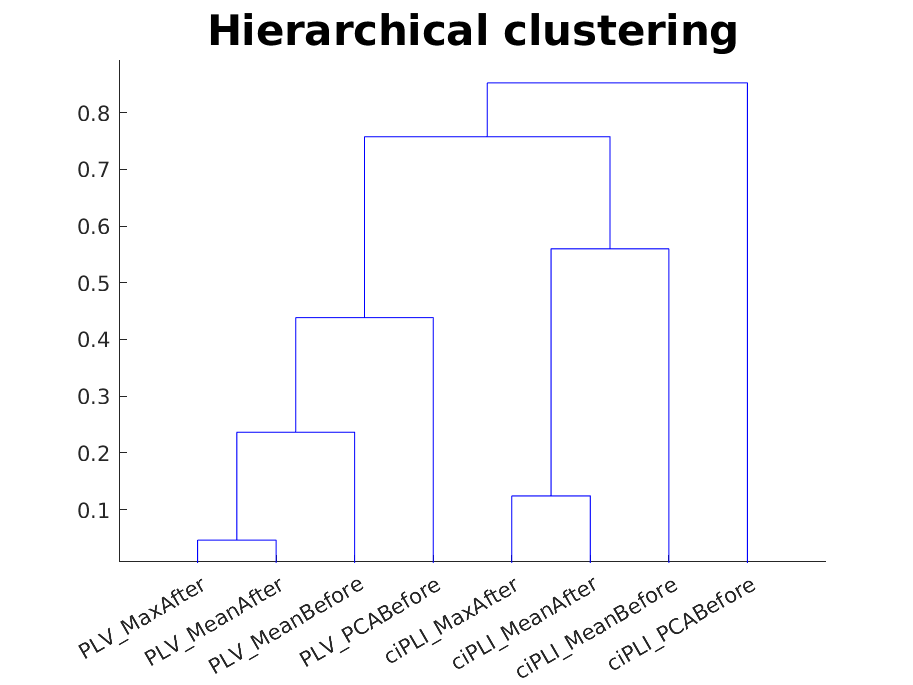 Hierarchical clustering
0.8
0.7
0.6
0.5
0.4
0.3
0.2
0.1
PLV_MaxAfter
PLV_MeanAfter
PLV_MeanBefore
PLV_PCABefore
ciPLI_MaxAfter
ciPLI_MeanAfter
ciPLI_MeanBefore
ciPLI_PCABefore